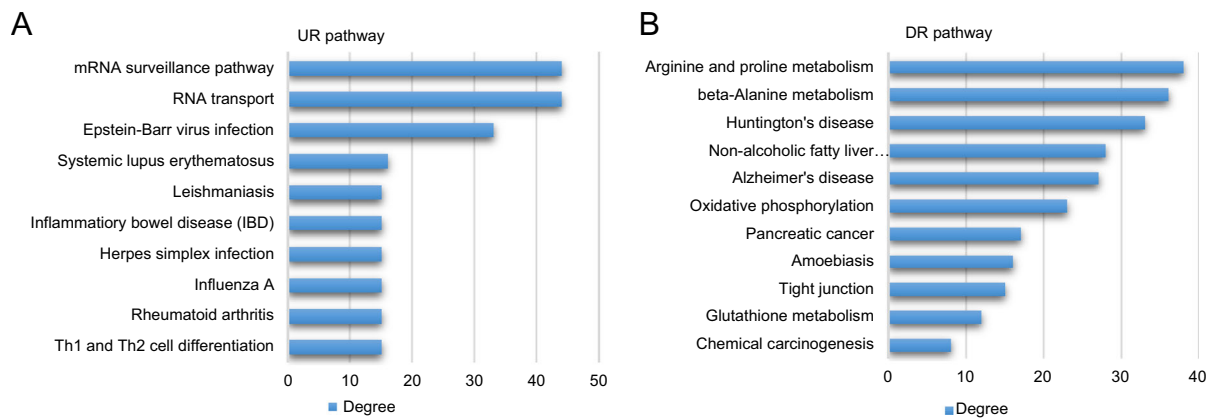 A
UR pathway
mRNA surveillance pathway
RNA transport
Epstein-Barr virus infection
Systemic lupus erythematosus
Leishmaniasis
Inflammatiory bowel disease (IBD)
Herpes simplex infection
Influenza A
Rheumatoid arthritis
Th1 and Th2 cell differentiation
0 10 20 30 40 50
Degree
B
DR pathway
Arginine and proline metabolism
beta-Alanine metabolism
Huntington's disease
Non-alcoholic fatty liver…
Alzheimer's disease
Oxidative phosphorylation
Pancreatic cancer
Amoebiasis
Tight junction
Glutathione metabolism
Chemical carcinogenesis
0 10 20 30 40
Degree